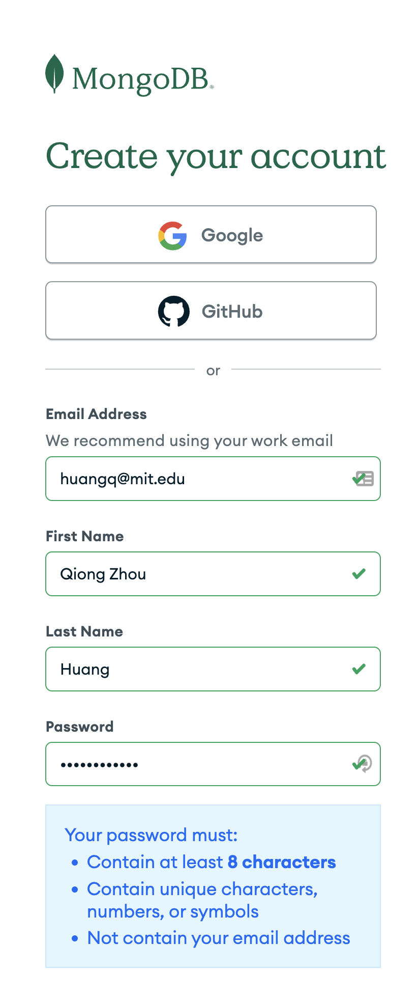 MongoDB®
Create your account
Google
GitHub
or
Email Address
We recommend using your work email
huangq@mit.edu
First Name
Qiong Zhou
Last Name
Huang
Password
••••••••••••
Your password must:
• Contain at least 8 characters
• Contain unique characters,
numbers, or symbols
• Not contain your email address